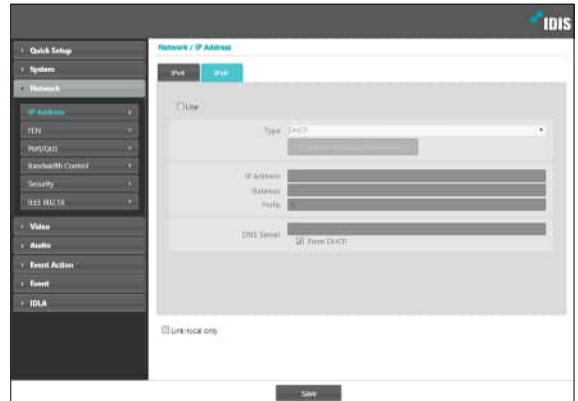 IDIS
Quick Setup
System
Network
IP Address
FEN
Port/QoS
Bandwidth Control
Security
IEEE 802.1X
Video
Audio
Event Action
Event
IDLA
Network / IP Address
IPv4
IPv6
Use
Type
DHCP
IP Address
Gateway
Prefix
0
DNS Server
From DHCP
Link-local only
Save